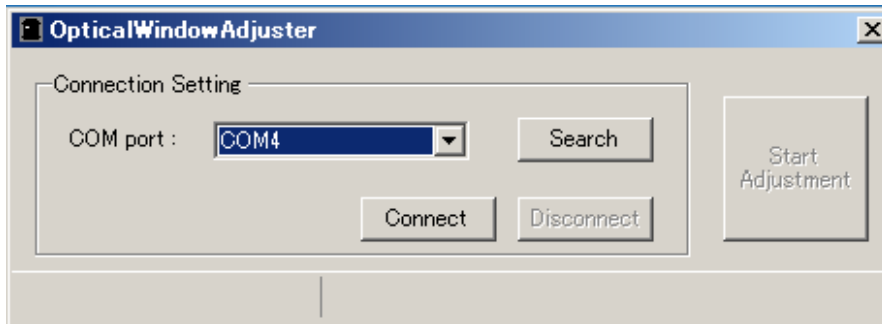 OpticalWindowAdjuster
Connection Setting
COM port :
COM4
Search
Connect
Disconnect
Start
Adjustment